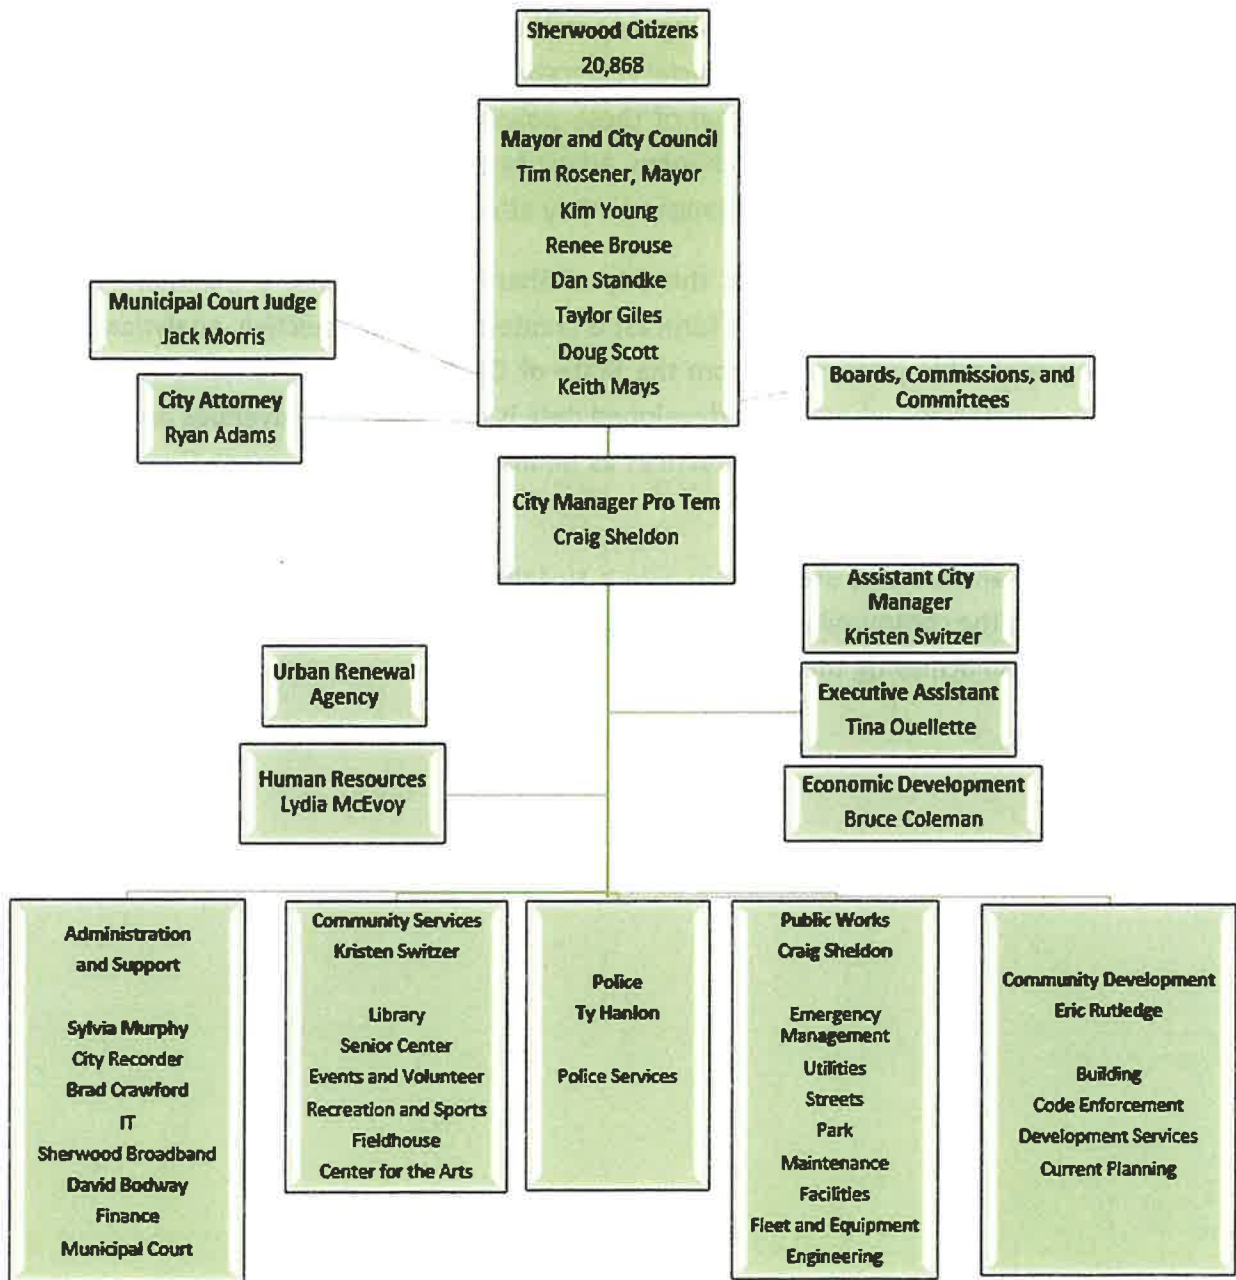 Sherwood Citizens
20,868
Mayor and City Council
Tim Rosener, Mayor
Kim Young
Renee Brouse
Dan Standke
Taylor Giles
Doug Scott
Keith Mays
Municipal Court Judge
Jack Morris
City Attorney
Ryan Adams
Boards, Commissions, and
Committees
City Manager Pro Tem
Craig Sheldon
Assistant City
Manager
Kristen Switzer
Urban Renewal
Agency
Executive Assistant
Tina Ouellette
Human Resources
Lydia McEvoy
Economic Development
Bruce Coleman
Administration
and Support
Sylvia Murphy
City Recorder
Brad Crawford
IT
Sherwood Broadband
David Bodway
Finance
Municipal Court
Community Services
Kristen Switzer
Library
Senior Center
Events and Volunteer
Recreation and Sports
Fieldhouse
Center for the Arts
Police
Ty Hanlon
Police Services
Public Works
Craig Sheldon
Emergency
Management
Utilities
Streets
Park
Maintenance
Facilities
Fleet and Equipment
Engineering
Community Development
Eric Rutledge
Building
Code Enforcement
Development Services
Current Planning